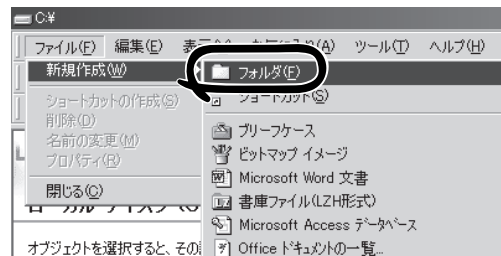 C:¥
ファイル(F) 編集(E) ツール(T) ヘルプ(H)
新規作成(W)
フォルダ(F)
ショートカットの作成(S)
ショートカット(S)
削除(D)
名前の変更(M)
プロパティ(R)
閉じる(C)
ブリーフケース
ビットマップ イメージ
Microsoft Word 文書
書庫ファイル(LZH形式)
Microsoft Access データベース
Office ドキュメントの一覧...
オブジェクトを選択すると、その